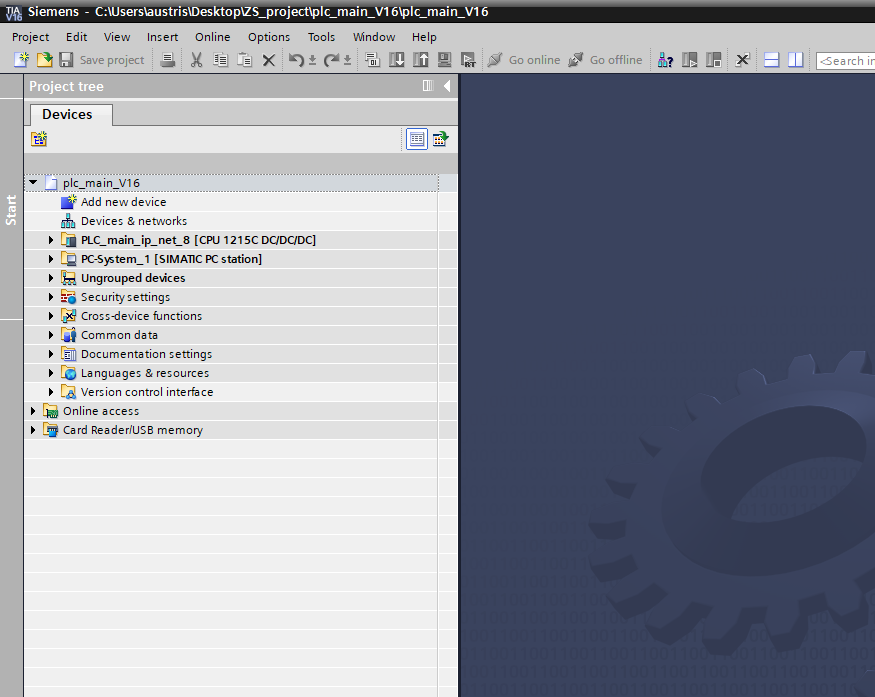 TIA V16 Siemens - C:\Users\austris\Desktop\ZS_project\plc_main_V16\plc_main_V16
Project Edit View Insert Online Options Tools Window Help
Save project RT Go online Go offline <Search in
Project tree
Devices
Start
plc_main_V16
Add new device
Devices & networks
PLC_main_ip_net_8 [CPU 1215C DC/DC/DC]
PC-System_1 [SIMATIC PC station]
Ungrouped devices
Security settings
Cross-device functions
Common data
Documentation settings
Languages & resources
Version control interface
Online access
Card Reader/USB memory